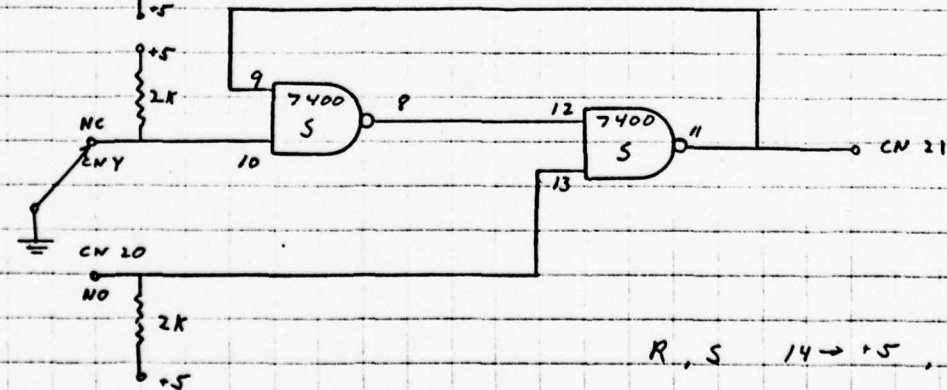 +5
+5
2K
9
7400
S
8
12
7400
S
11
CN 21
NC
CNY
10
13
CN 20
NO
2K
+5
R, S 14→ +5,